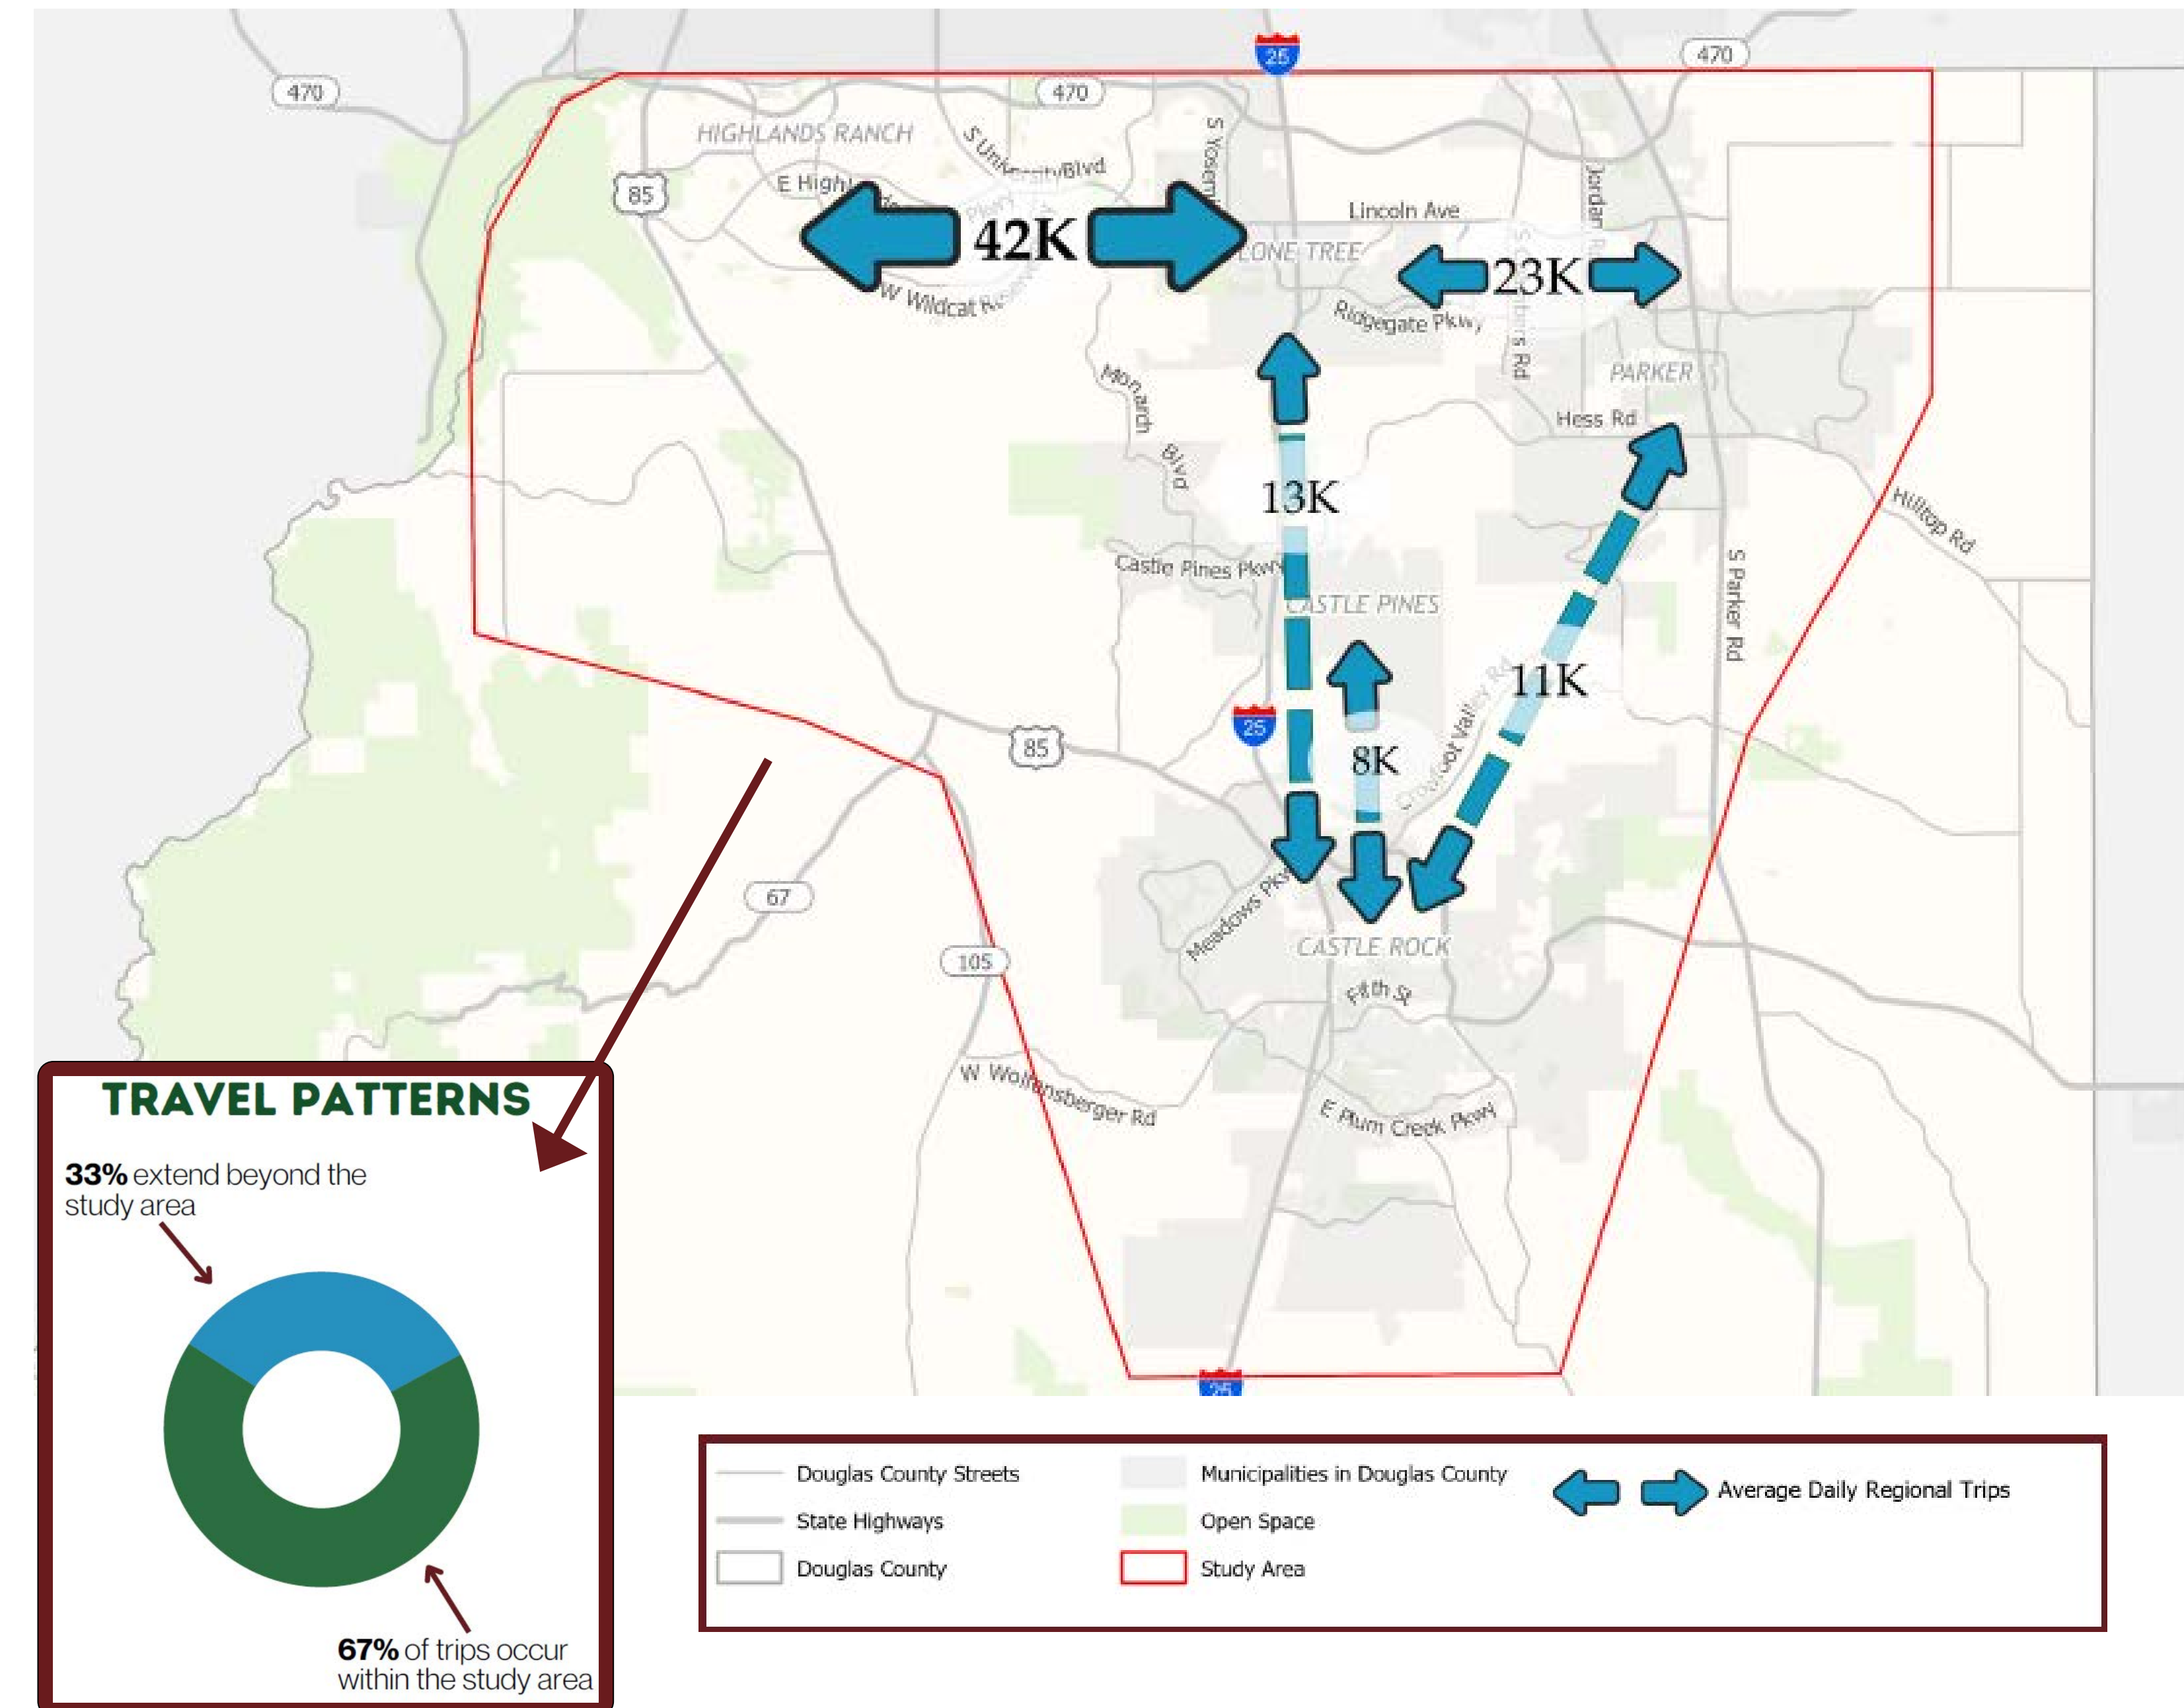 25
470
470
470
HIGHLANDS RANCH
S University Blvd
S Yosem
85
E High
Pkwy
Jordan R
Lincoln Ave
42K
LONE TREE
23K
W Wildcat Reserve
Ridgegate Pkwy
s Rd
PARKER
Monarch
Blvd
Hess Rd
13K
Hilltop Rd
Castle Pines Pkwy
CASTLE PINES
S Parker Rd
11K
25
85
8K
Crowfoot Valley Rd
67
Meadows Pkwy
105
CASTLE ROCK
Fifth St
W Wolfensberger Rd
E Plum Creek Pkwy
25
TRAVEL PATTERNS
33% extend beyond the
study area
67% of trips occur
within the study area
Douglas County Streets
State Highways
Douglas County
Municipalities in Douglas County
Open Space
Study Area
Average Daily Regional Trips